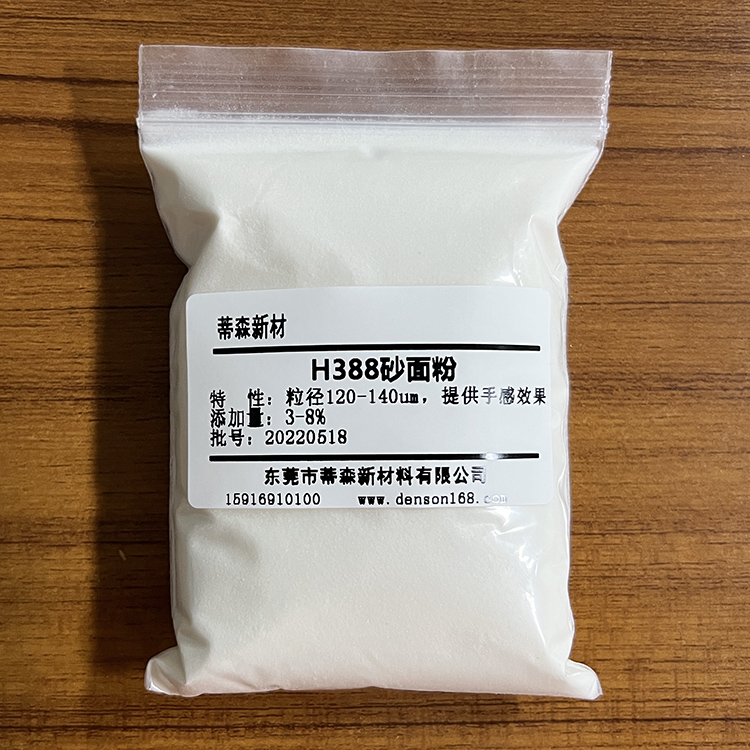 蒂森新材
H388砂面粉
特 性：粒径120-140um，提供手感效果
添加量：3-8%
批号：20220518
东莞市蒂森新材料有限公司
15916910100 www.denson168.com